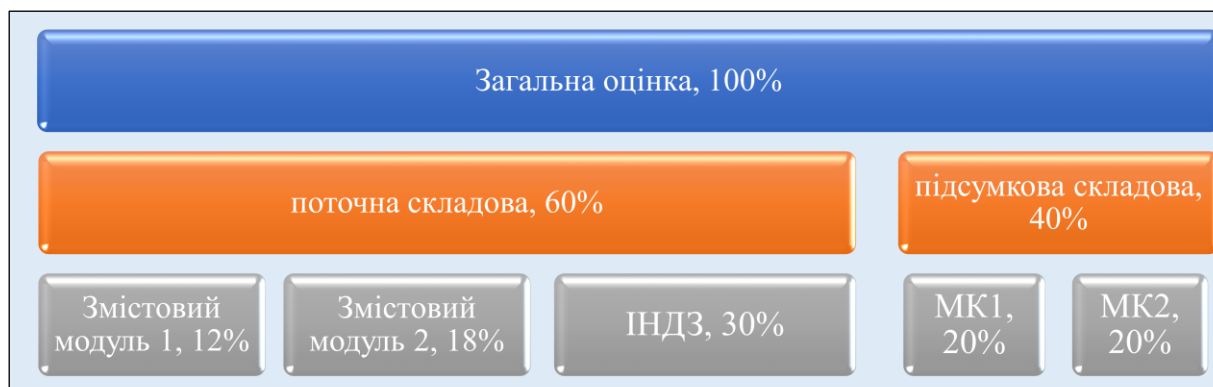 Загальна оцінка, 100%
поточна складова, 60%
підсумкова складова,
40%
Змістовий
модуль 1, 12%
Змістовий
модуль 2, 18%
ІНДЗ, 30%
МК1,
20%
МК2,
20%